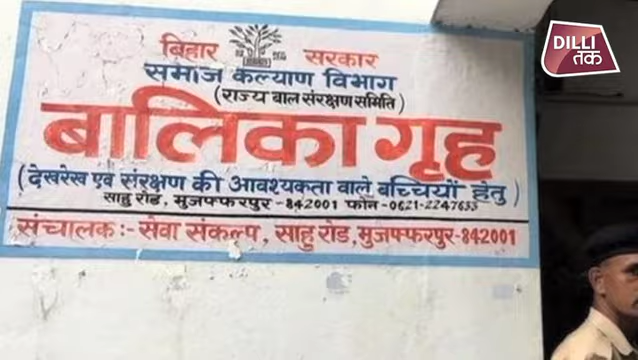 DILLI
तक
बिहार सरकार
समाज कल्याण विभाग
(राज्य बाल संरक्षण समिति)
बालिका गृह
(देखरेख एवं संरक्षण की आवश्यकता वाले बच्चियों हेतु)
साहु रोड, मुजफ्फरपुर-842001 फोन-0621-2247633
संचालकः- सेवा संकल्प, साहु रोड, मुजफ्फरपुर-842001